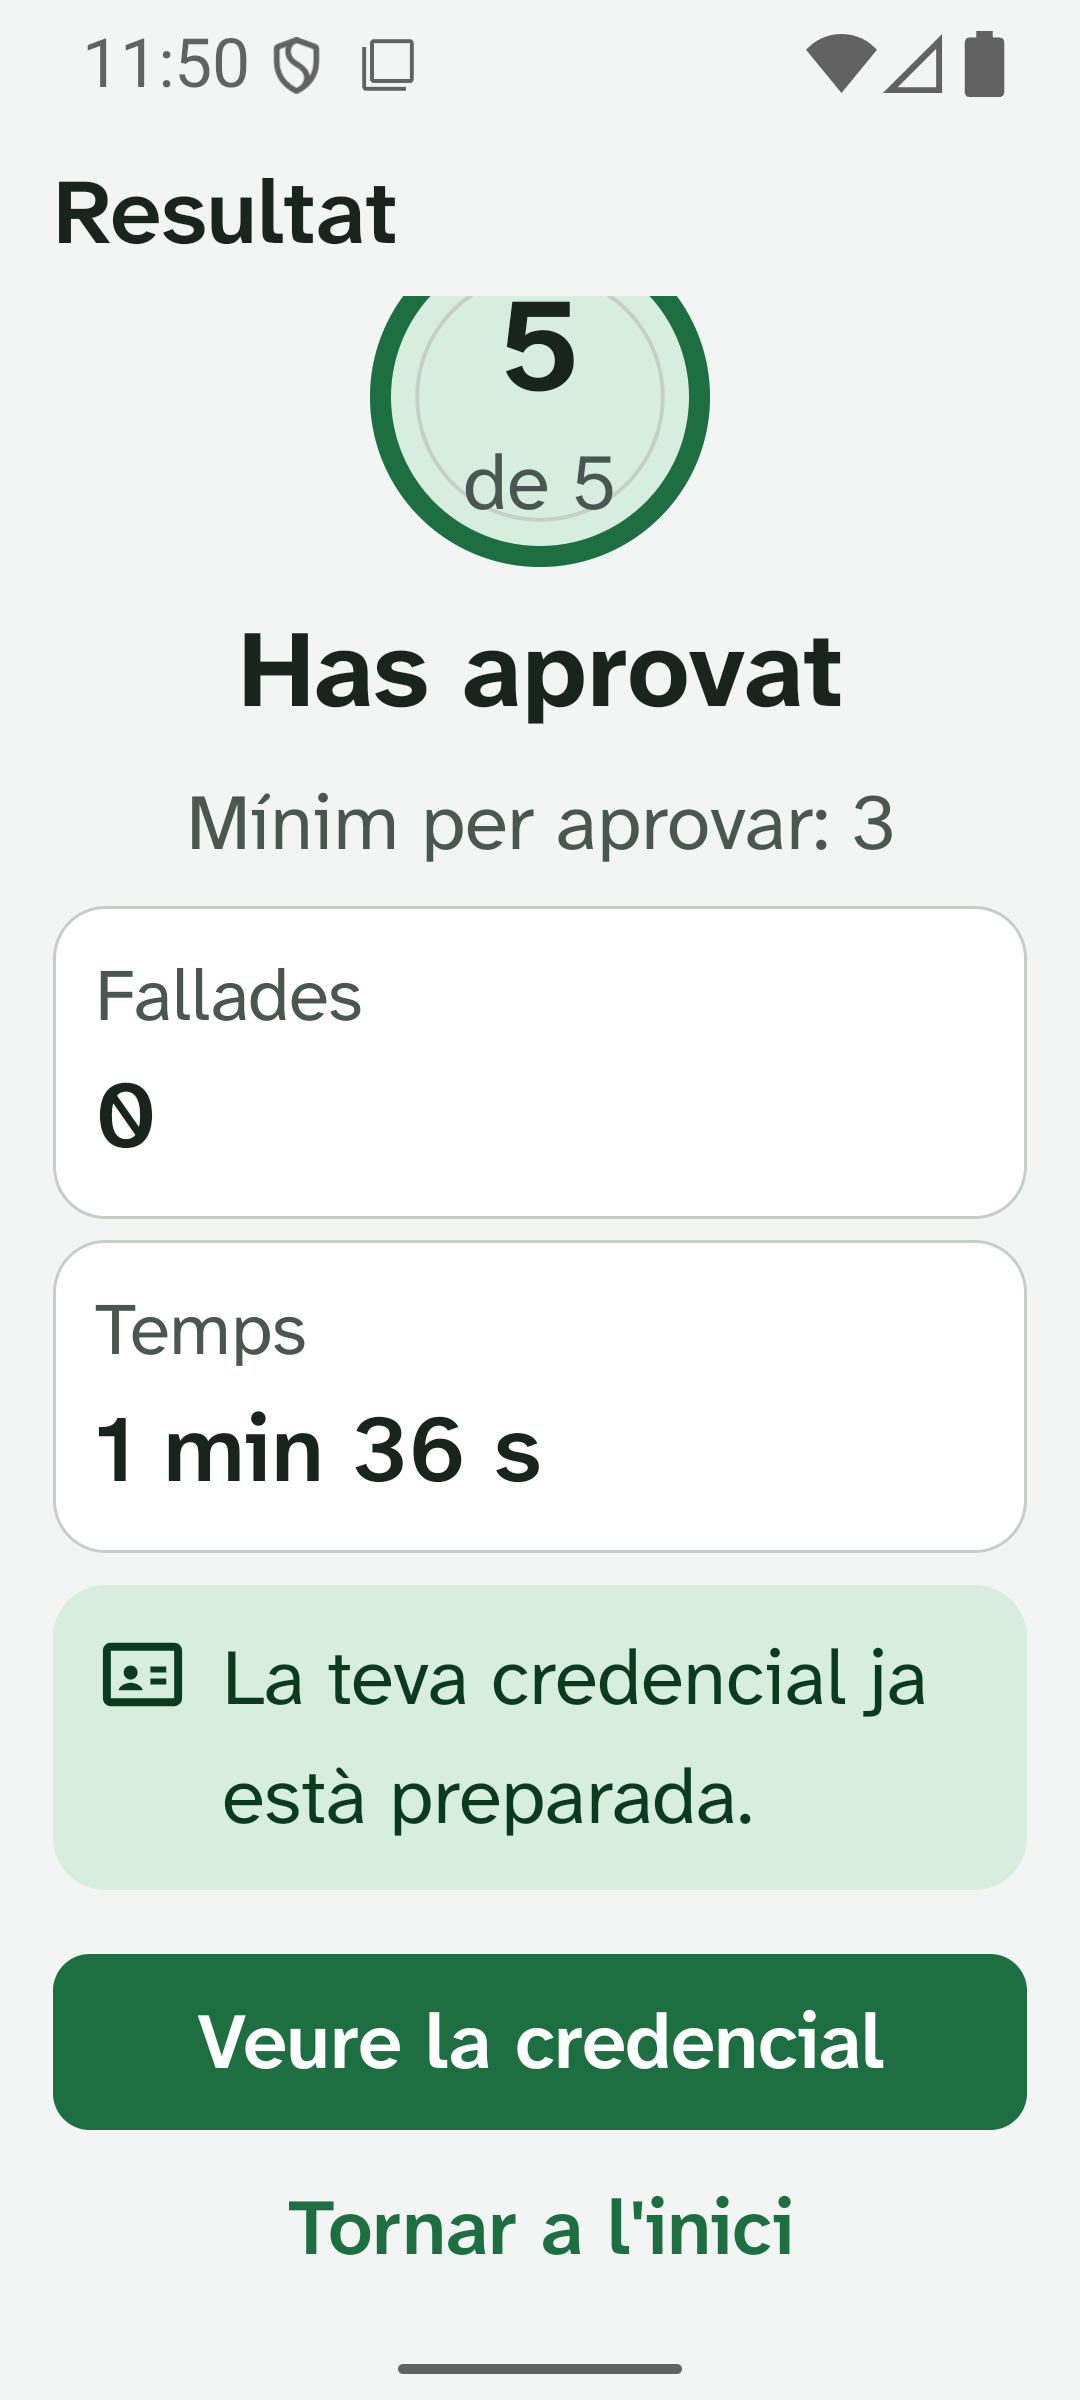 11:50
Resultat
5
de 5
Has aprovat
Mínim per aprovar: 3
Fallades
0
Temps
1 min 36 s
La teva credencial ja
està preparada.
Veure la credencial
Tornar a l'inici